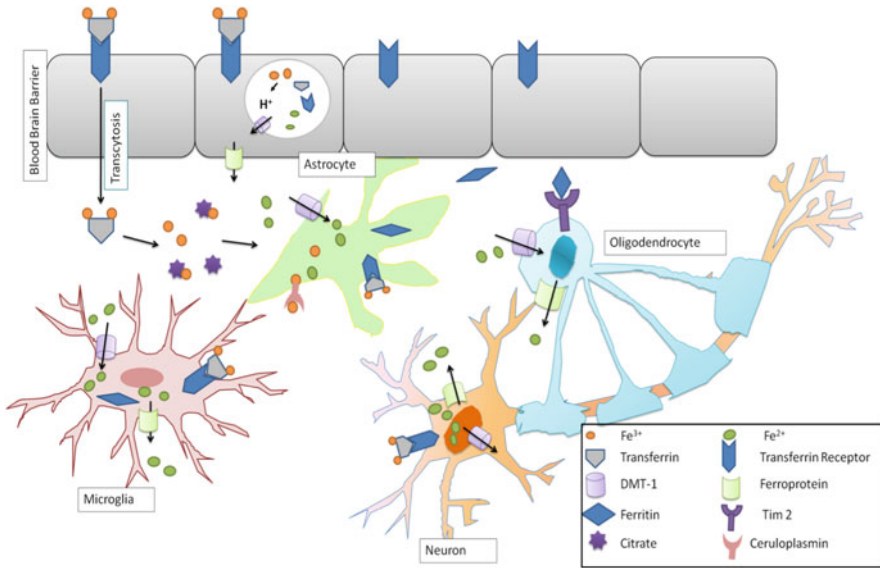 Blood Brain Barrier
Transcytosis
H⁺
Astrocyte
Oligodendrocyte
Microglia
Neuron
Fe³⁺
Fe²⁺
Transferrin
Transferrin Receptor
DMT-1
Ferroprotein
Ferritin
Tim 2
Citrate
Ceruloplasmin